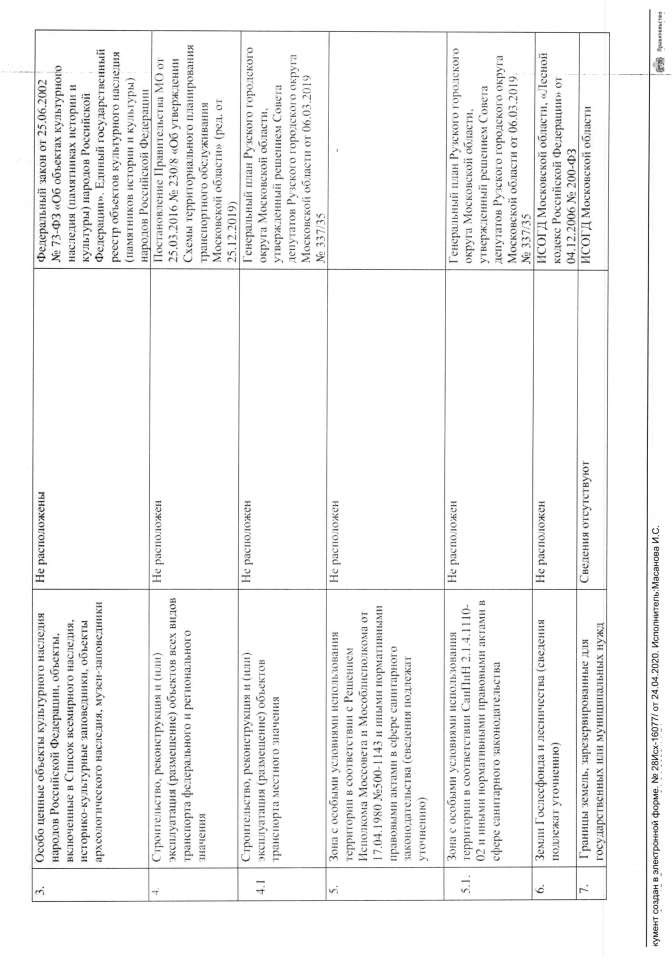 3.
Особо ценные объекты культурного наследия
народов Российской Федерации, объекты,
включенные в Список всемирного наследия,
историко-культурные заповедники, объекты
археологического наследия, музеи-заповедники
Не расположены
Федеральный закон от 25.06.2002
№ 73-ФЗ «Об объектах культурного
наследия (памятниках истории и
культуры) народов Российской
Федерации». Единый государственный
реестр объектов культурного наследия
(памятников истории и культуры)
народов Российской Федерации
4.
Строительство, реконструкция и (или)
эксплуатация (размещение) объектов всех видов
транспорта федерального и регионального
значения
Не расположен
Постановление Правительства МО от
25.03.2016 № 230/8 «Об утверждении
Схемы территориального планирования
транспортного обслуживания
Московской области» (ред. от
25.12.2019)
4.1
Строительство, реконструкция и (или)
эксплуатация (размещение) объектов
транспорта местного значения
Не расположен
Генеральный план Рузского городского
округа Московской области,
утвержденный решением Совета
депутатов Рузского городского округа
Московской области от 06.03.2019
№ 337/35
5.
Зона с особыми условиями использования
территории в соответствии с Решением
Исполкома Моссовета и Мособлисполкома от
17.04.1980 №500-1143 и иными нормативными
правовыми актами в сфере санитарного
законодательства (сведения подлежат
уточнению)
Не расположен
5.1.
Зона с особыми условиями использования
территории в соответствии СанПиН 2.1.4.1110-
02 и иными нормативными правовыми актами в
сфере санитарного законодательства
Не расположен
Генеральный план Рузского городского
округа Московской области,
утвержденный решением Совета
депутатов Рузского городского округа
Московской области от 06.03.2019
№ 337/35
6.
Земли Гослесфонда и лесничества (сведения
подлежат уточнению)
Не расположен
ИСОГД Московской области, «Лесной
кодекс Российской Федерации» от
04.12.2006 № 200-ФЗ
7.
Границы земель, зарезервированные для
государственных или муниципальных нужд
Сведения отсутствуют
ИСОГД Московской области
кумент создан в электронной форме. № 28Исх-16077/ от 24.04.2020. Исполнитель:Масанова И.С.
Правительство